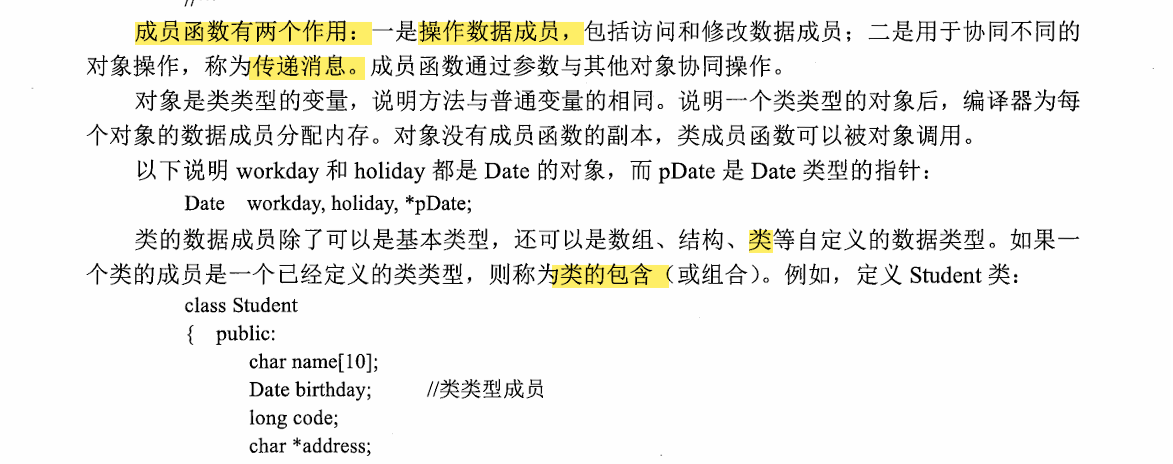 成员函数有两个作用：一是操作数据成员，包括访问和修改数据成员；二是用于协同不同的
对象操作，称为传递消息。成员函数通过参数与其他对象协同操作。
对象是类类型的变量，说明方法与普通变量的相同。说明一个类类型的对象后，编译器为每
个对象的数据成员分配内存。对象没有成员函数的副本，类成员函数可以被对象调用。
以下说明 workday 和 holiday 都是 Date 的对象，而 pDate 是 Date 类型的指针：
Date workday, holiday, *pDate;
类的数据成员除了可以是基本类型，还可以是数组、结构、类等自定义的数据类型。如果一
个类的成员是一个已经定义的类类型，则称为类的包含（或组合）。例如，定义 Student 类：
class Student
{ public:
char name[10];
Date birthday; //类类型成员
long code;
char *address;